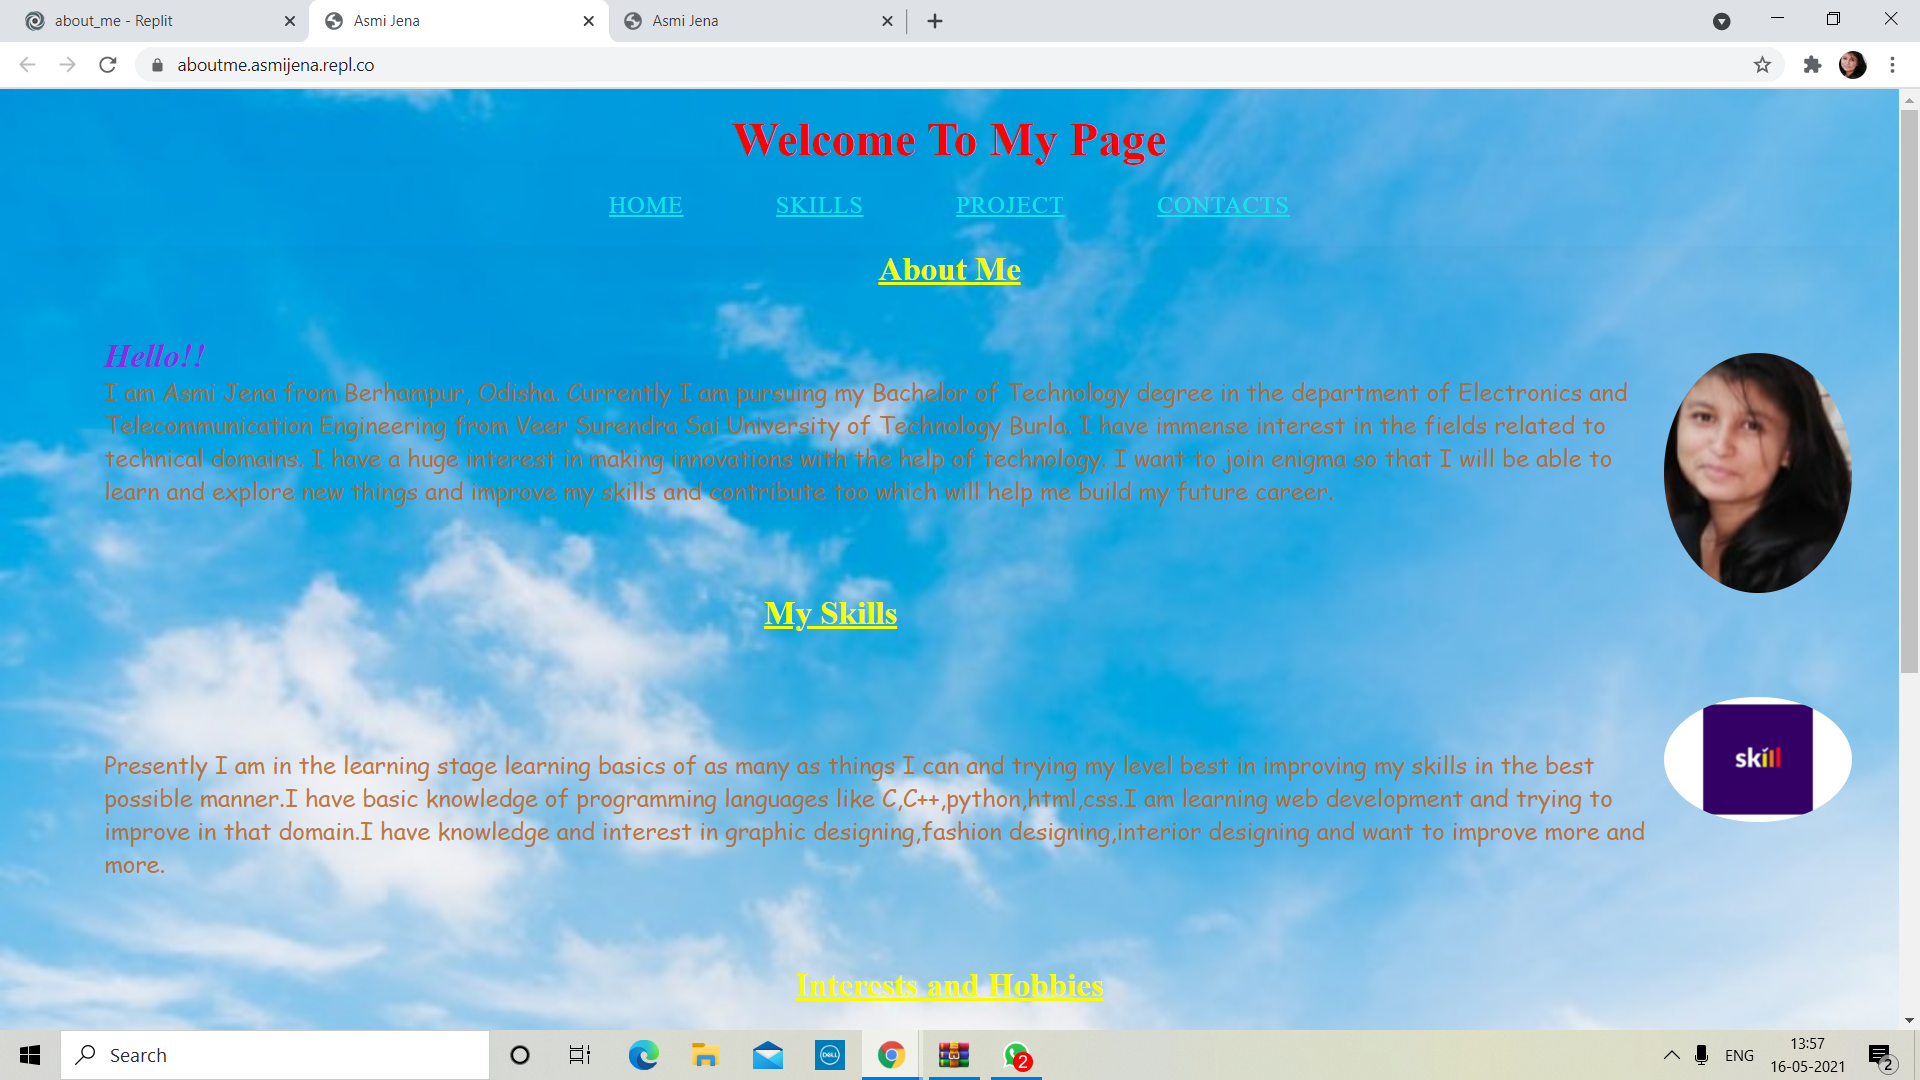 about_me - Replit
Asmi Jena
Asmi Jena
aboutme.asmijena.repl.co
Welcome To My Page
HOME SKILLS PROJECT CONTACTS
About Me
Hello!!
I am Asmi Jena from Berhampur, Odisha. Currently I am pursuing my Bachelor of Technology degree in the department of Electronics and
Telecommunication Engineering from Veer Surendra Sai University of Technology Burla. I have immense interest in the fields related to
technical domains. I have a huge interest in making innovations with the help of technology. I want to join enigma so that I will be able to
learn and explore new things and improve my skills and contribute too which will help me build my future career.
My Skills
skill
Presently I am in the learning stage learning basics of as many as things I can and trying my level best in improving my skills in the best
possible manner.I have basic knowledge of programming languages like C,C++,python,html,css.I am learning web development and trying to
improve in that domain.I have knowledge and interest in graphic designing,fashion designing,interior designing and want to improve more and
more.
Interests and Hobbies
Search
DELL
2
ENG
13:57
16-05-2021
2